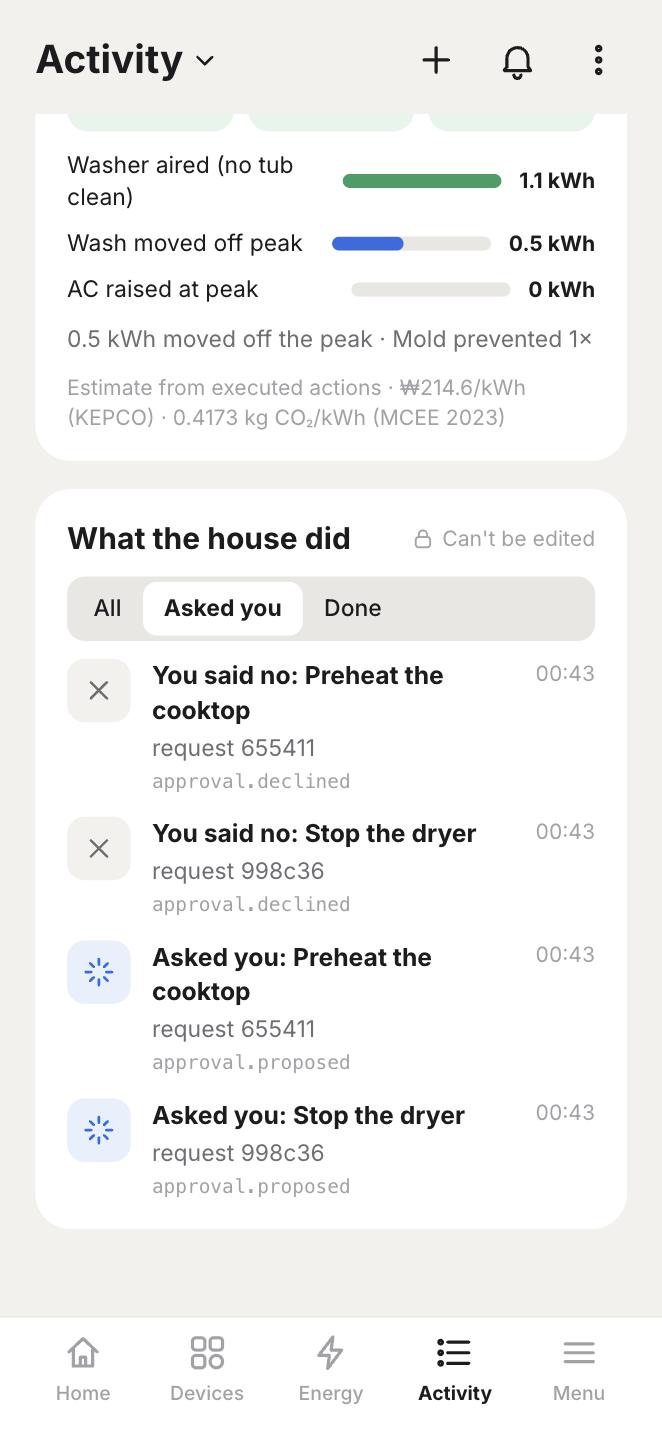 Activity
Washer aired (no tub
clean)
1.1 kWh
Wash moved off peak
0.5 kWh
AC raised at peak
0 kWh
0.5 kWh moved off the peak · Mold prevented 1×
Estimate from executed actions · ₩214.6/kWh
(KEPCO) · 0.4173 kg CO₂/kWh (MCEE 2023)
What the house did
Can't be edited
All
Asked you
Done
You said no: Preheat the
cooktop
00:43
request 655411
approval.declined
You said no: Stop the dryer
00:43
request 998c36
approval.declined
Asked you: Preheat the
cooktop
00:43
request 655411
approval.proposed
Asked you: Stop the dryer
00:43
request 998c36
approval.proposed
Home
Devices
Energy
Activity
Menu